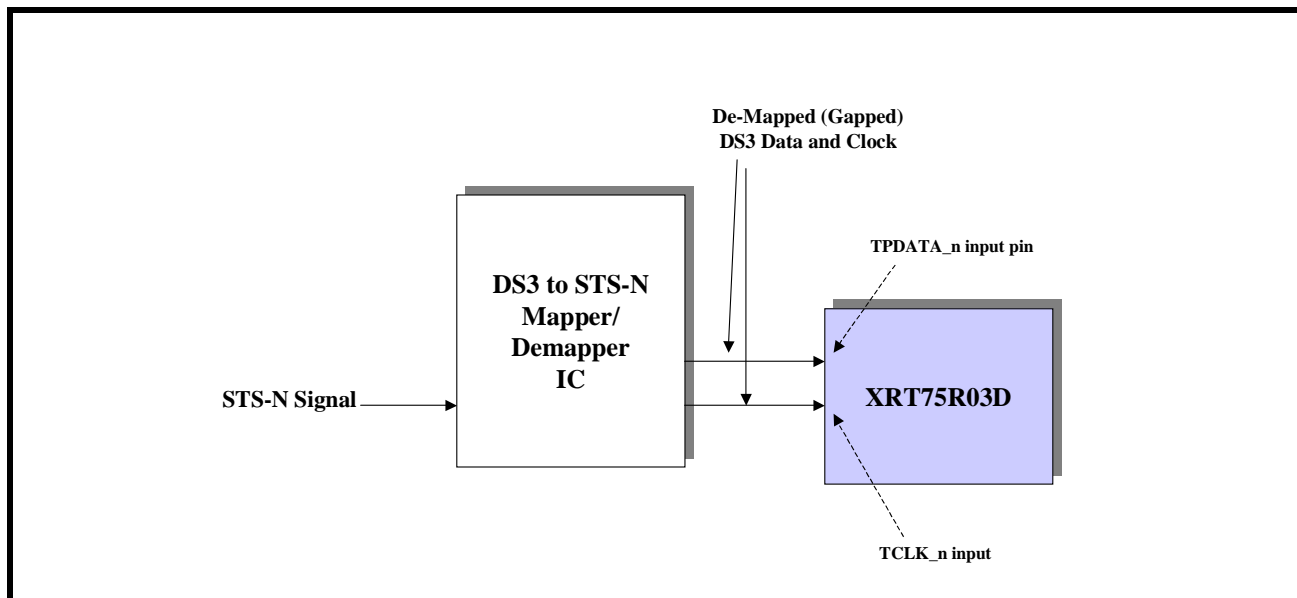 De-Mapped (Gapped)
DS3 Data and Clock
TPDATA_n input pin
DS3 to STS-N
Mapper/
Demapper
IC
STS-N Signal
XRT75R03D
TCLK_n input